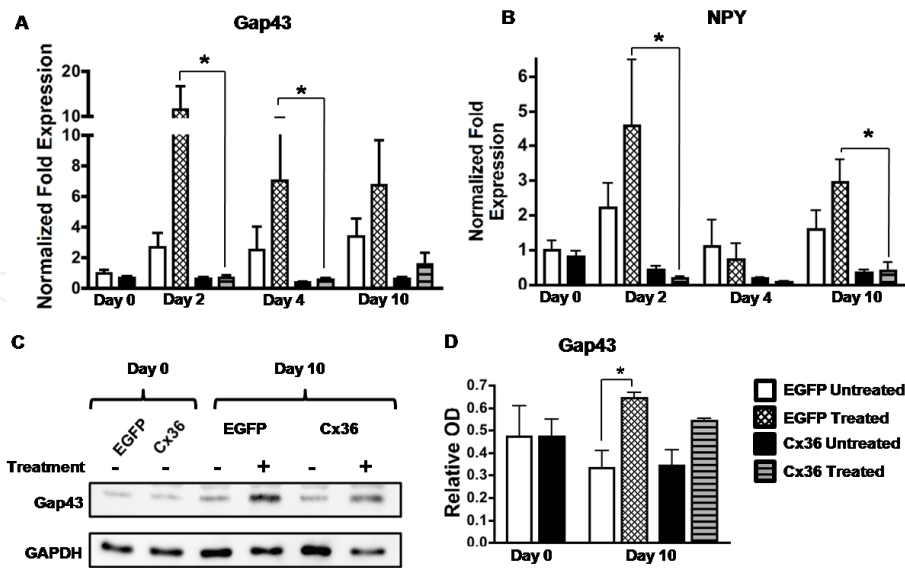 A
Gap43
Normalized Fold Expression
20
10
10
8
6
4
2
0
*
*
Day 0
Day 2
Day 4
Day 10
B
NPY
Normalized Fold
Expression
6
5
4
3
2
1
0
*
*
Day 0
Day 2
Day 4
Day 10
C
Day 0
Day 10
EGFP
Cx36
EGFP
Cx36
Treatment
-
-
-
+
-
+
Gap43
GAPDH
D
Gap43
Relative OD
0.7
0.6
0.5
0.4
0.3
0.2
0.1
0.0
*
Day 0
Day 10
EGFP Untreated
EGFP Treated
Cx36 Untreated
Cx36 Treated